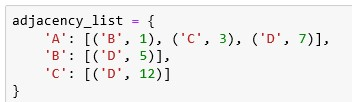 adjacency_list = {
    'A': [('B', 1), ('C', 3), ('D', 7)],
    'B': [('D', 5)],
    'C': [('D', 12)]
}